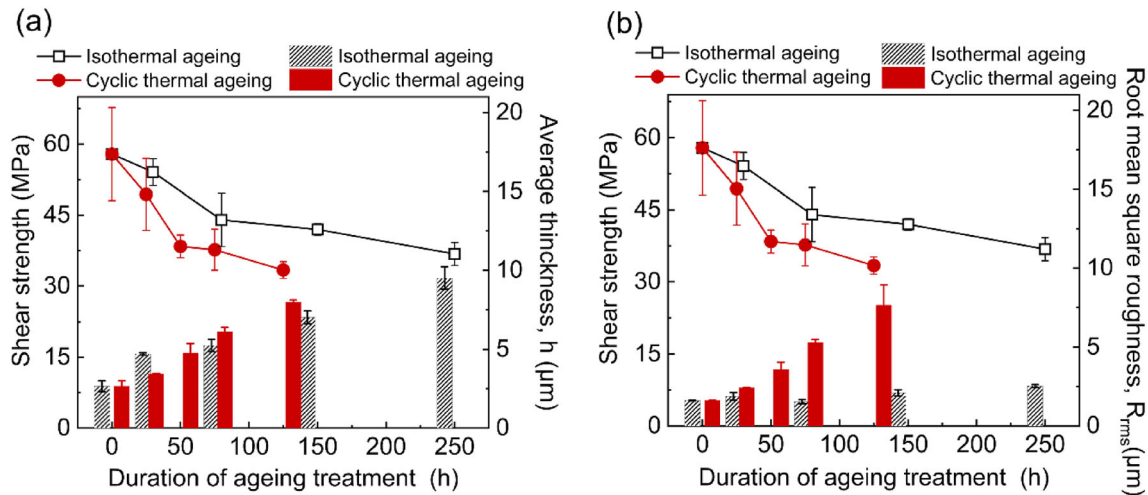 (a)
Isothermal ageing
Isothermal ageing
Cyclic thermal ageing
Cyclic thermal ageing
Shear strength (MPa)
60
45
30
15
0
20
15
10
5
0
Average thinckness, h (μm)
0 50 100 150 200 250
Duration of ageing treatment (h)
(b)
Isothermal ageing
Isothermal ageing
Cyclic thermal ageing
Cyclic thermal ageing
Shear strength (MPa)
60
45
30
15
0
20
15
10
5
0
Root mean square roughness, Rrms (μm)
0 50 100 150 200 250
Duration of ageing treatment (h)